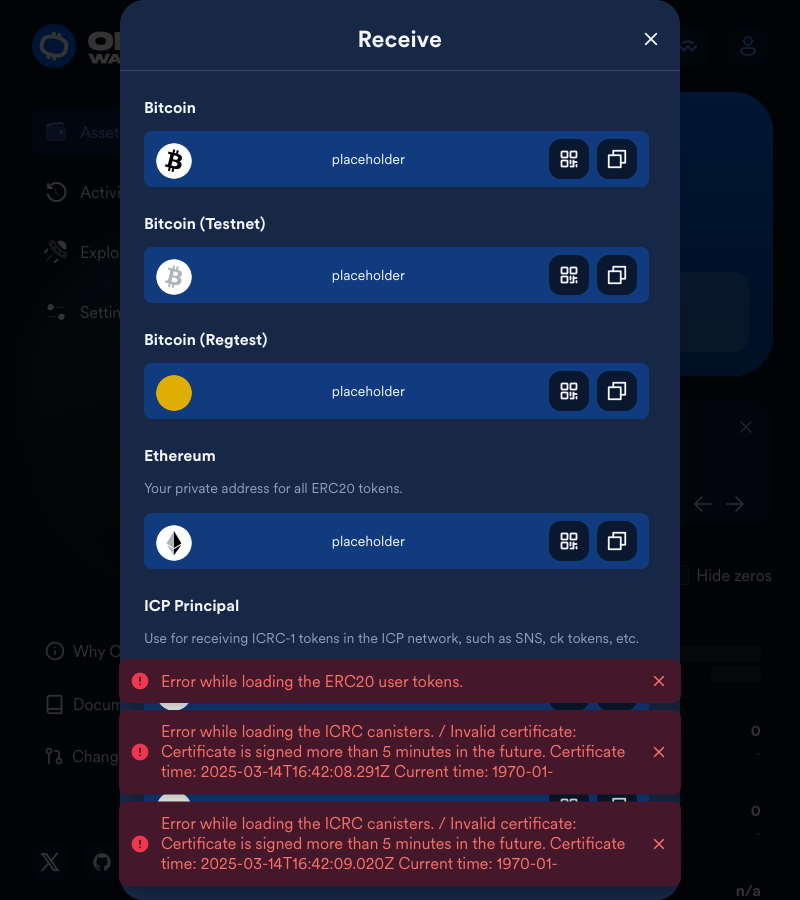 Receive
Bitcoin
placeholder
Bitcoin (Testnet)
placeholder
Bitcoin (Regtest)
placeholder
Ethereum
Your private address for all ERC20 tokens.
placeholder
ICP Principal
Use for receiving ICRC-1 tokens in the ICP network, such as SNS, ck tokens, etc.
Error while loading the ERC20 user tokens.
Error while loading the ICRC canisters. / Invalid certificate:
Certificate is signed more than 5 minutes in the future. Certificate
time: 2025-03-14T16:42:08.291Z Current time: 1970-01-
Error while loading the ICRC canisters. / Invalid certificate:
Certificate is signed more than 5 minutes in the future. Certificate
time: 2025-03-14T16:42:09.020Z Current time: 1970-01-
Asset
Activi
Explo
Settin
Hide zeros
Why C
Docum
Chang
0
-
0
-
n/a